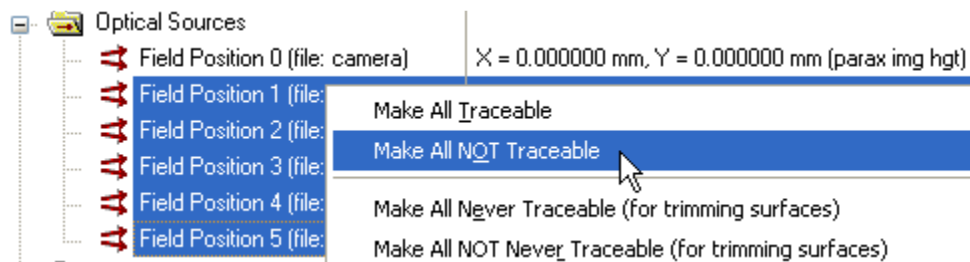 Optical Sources
Field Position 0 (file: camera) X = 0.000000 mm, Y = 0.000000 mm (parax img hgt)
Field Position 1 (file:
Make All Traceable
Field Position 2 (file:
Make All NOT Traceable
Field Position 3 (file:
Field Position 4 (file:
Make All Never Traceable (for trimming surfaces)
Field Position 5 (file:
Make All NOT Never Traceable (for trimming surfaces)